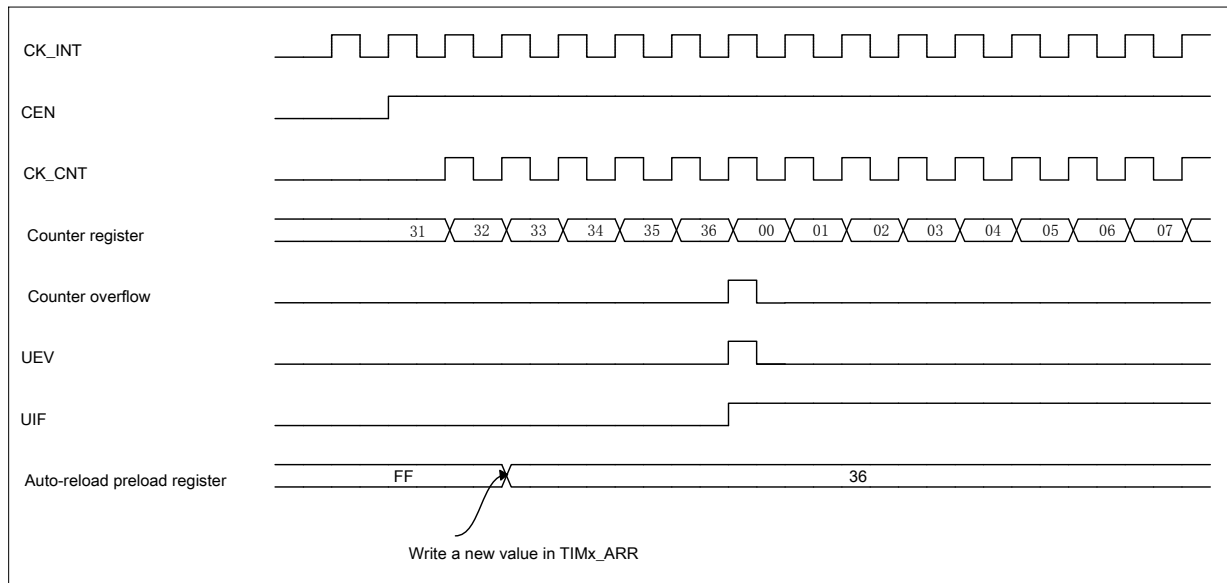 CK_INT
CEN
CK_CNT
Counter register
31 32 33 34 35 36 00 01 02 03 04 05 06 07
Counter overflow
UEV
UIF
Auto-reload preload register
FF 36
Write a new value in TIMx_ARR